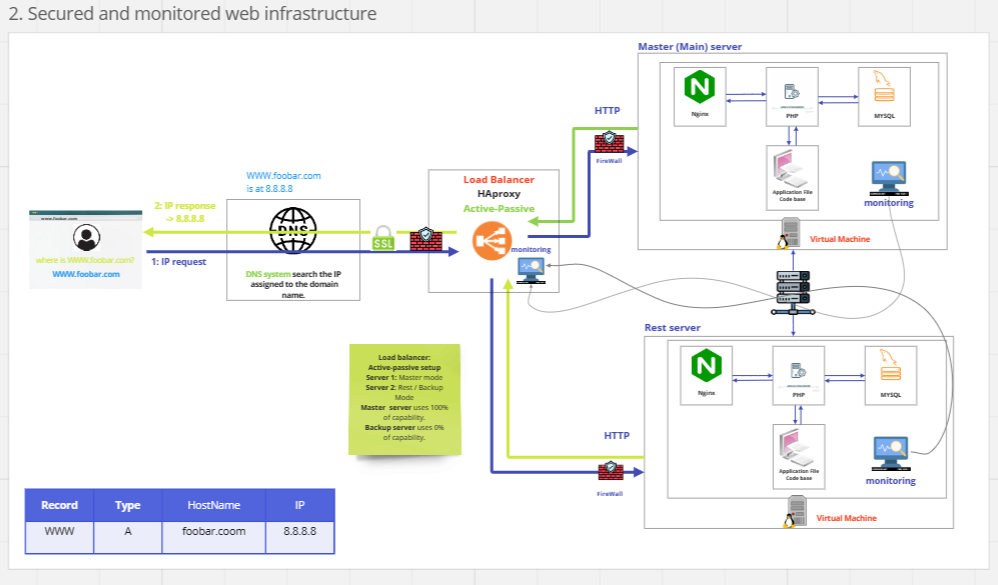 2. Secured and monitored web infrastructure
Master (Main) server
Nginx
PHP
MYSQL
Application File
Code base
monitoring
Virtual Machine
HTTP
FireWall
Load Balancer
HAproxy
Active-Passive
monitoring
WWW.foobar.com
is at 8.8.8.8
DNS
DNS system search the IP
assigned to the domain
name.
SSL
2: IP response
-> 8.8.8.8
1: IP request
www.foobar.com
where is WWW.foobar.com?
WWW.foobar.com
Rest server
Nginx
PHP
MYSQL
Application File
Code base
monitoring
Virtual Machine
HTTP
FireWall
Load balancer:
Active-passive setup
Server 1: Master mode
Server 2: Rest / Backup
Mode
Master server uses 100%
of capability.
Backup server uses 0%
of capability.
Record Type HostName IP
WWW A foobar.coom 8.8.8.8